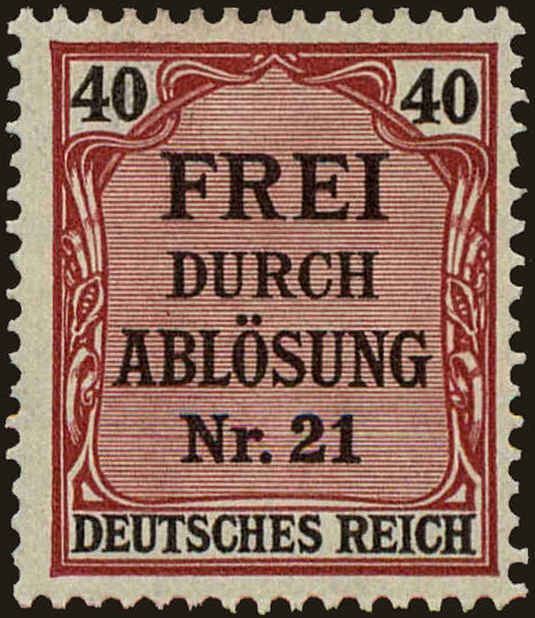 40 40
FREI
DURCH
ABLÖSUNG
Nr. 21
DEUTSCHES REICH